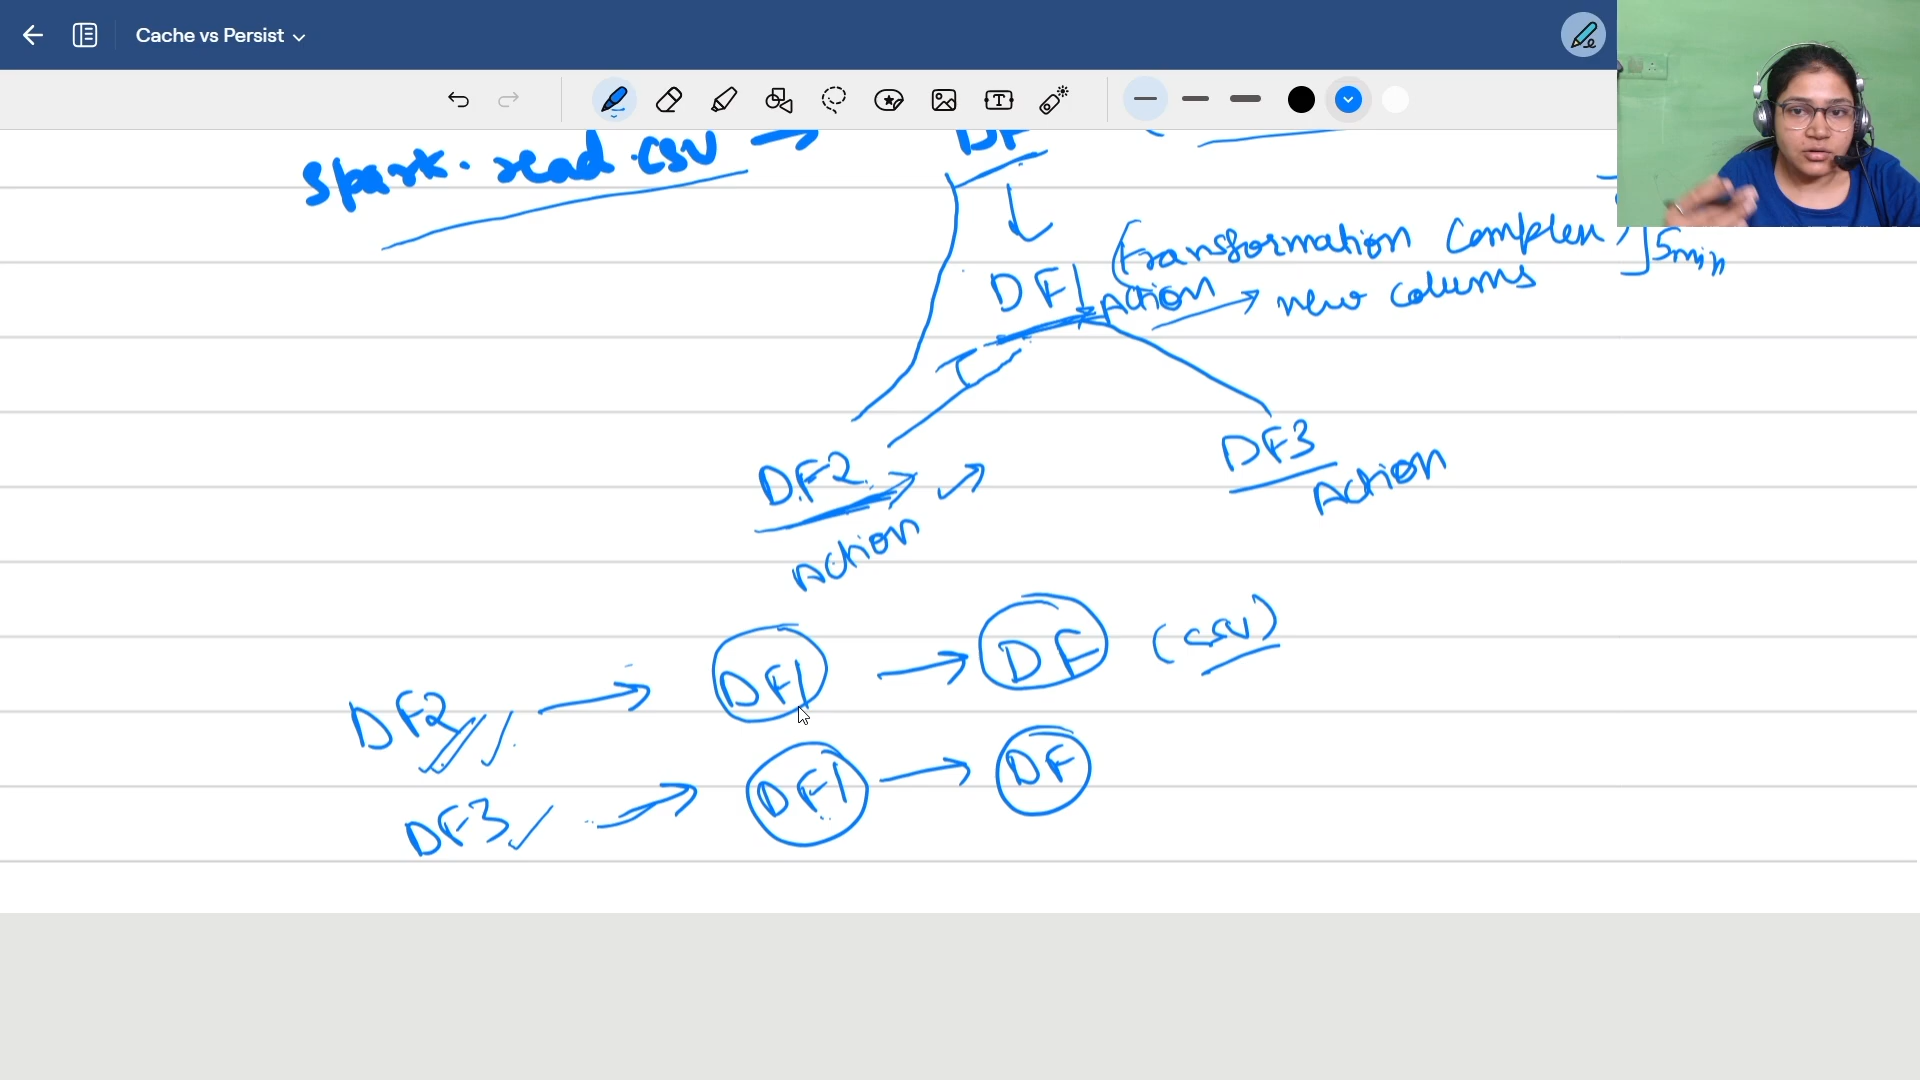 Cache vs Persist
spark.read.csv → DF
DF1 (transformation complex) ] 5min
Action → new colums
DF2
Action
DF3
Action
DF2 → DF1 → DF (csv)
DF3 → DF1 → DF